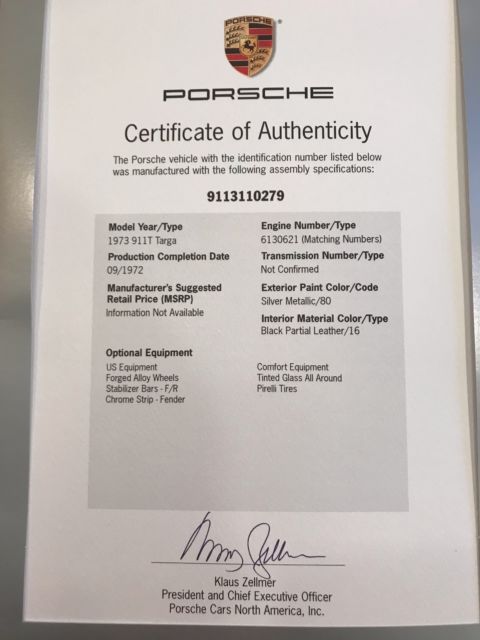 PORSCHE
PORSCHE
Certificate of Authenticity
The Porsche vehicle with the identification number listed below
was manufactured with the following assembly specifications:
9113110279
Model Year/Type
1973 911T Targa
Production Completion Date
09/1972
Manufacturer's Suggested
Retail Price (MSRP)
Information Not Available
Engine Number/Type
6130621 (Matching Numbers)
Transmission Number/Type
Not Confirmed
Exterior Paint Color/Code
Silver Metallic/80
Interior Material Color/Type
Black Partial Leather/16
Optional Equipment
US Equipment
Forged Alloy Wheels
Stabilizer Bars - F/R
Chrome Strip - Fender
Comfort Equipment
Tinted Glass All Around
Pirelli Tires
Klaus Zellmer
President and Chief Executive Officer
Porsche Cars North America, Inc.